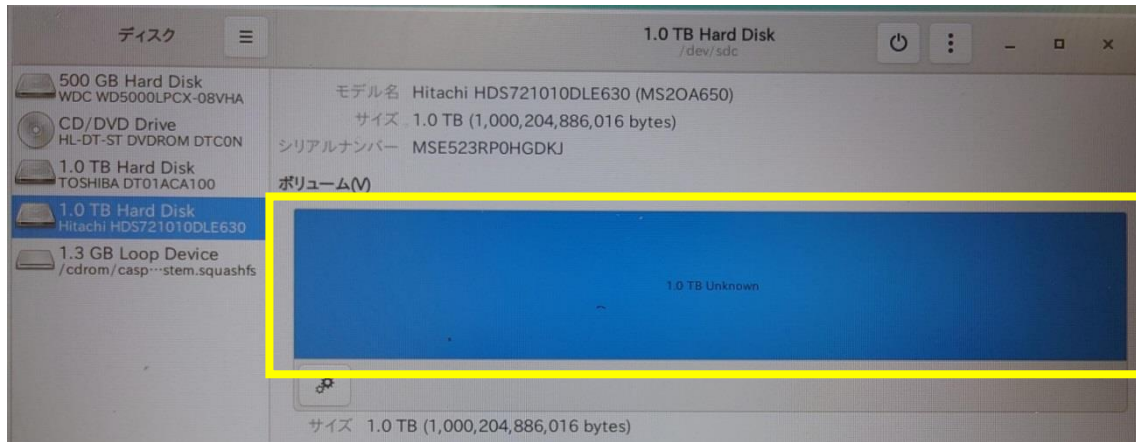 ディスク
1.0 TB Hard Disk
/dev/sdc
500 GB Hard Disk
WDC WD5000LPCX-08VHA
CD/DVD Drive
HL-DT-ST DVDROM DTC0N
1.0 TB Hard Disk
TOSHIBA DT01ACA100
1.0 TB Hard Disk
Hitachi HDS721010DLE630
1.3 GB Loop Device
/cdrom/casp…stem.squashfs
モデル名 Hitachi HDS721010DLE630 (MS2OA650)
サイズ 1.0 TB (1,000,204,886,016 bytes)
シリアルナンバー MSE523RP0HGDKJ
ボリューム(V)
1.0 TB Unknown
サイズ 1.0 TB (1,000,204,886,016 bytes)